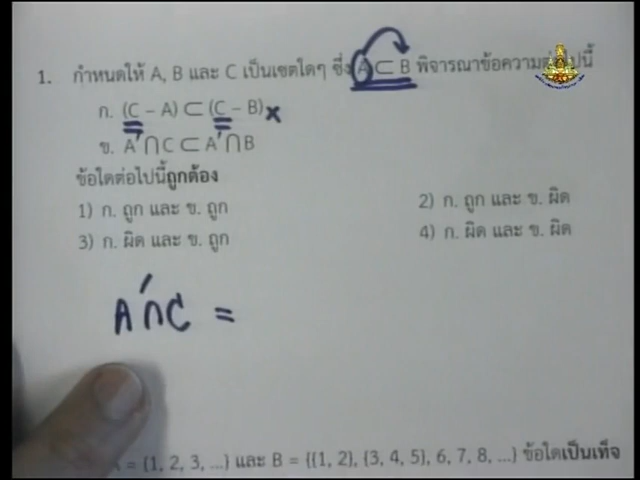 1. กำหนดให้ A, B และ C เป็นเซตใดๆ ซึ่ง A ⊂ B พิจารณาข้อความต่อไปนี้
ก. (C – A) ⊂ (C – B) ×
ข. A′∩C ⊂ A′∩B
ข้อใดต่อไปนี้ถูกต้อง
1) ก. ถูก และ ข. ถูก 2) ก. ถูก และ ข. ผิด
3) ก. ผิด และ ข. ถูก 4) ก. ผิด และ ข. ผิด
A′∩C =
= {1, 2, 3, ...} และ B = {{1, 2}, {3, 4, 5}, 6, 7, 8, ...} ข้อใดเป็นเท็จ